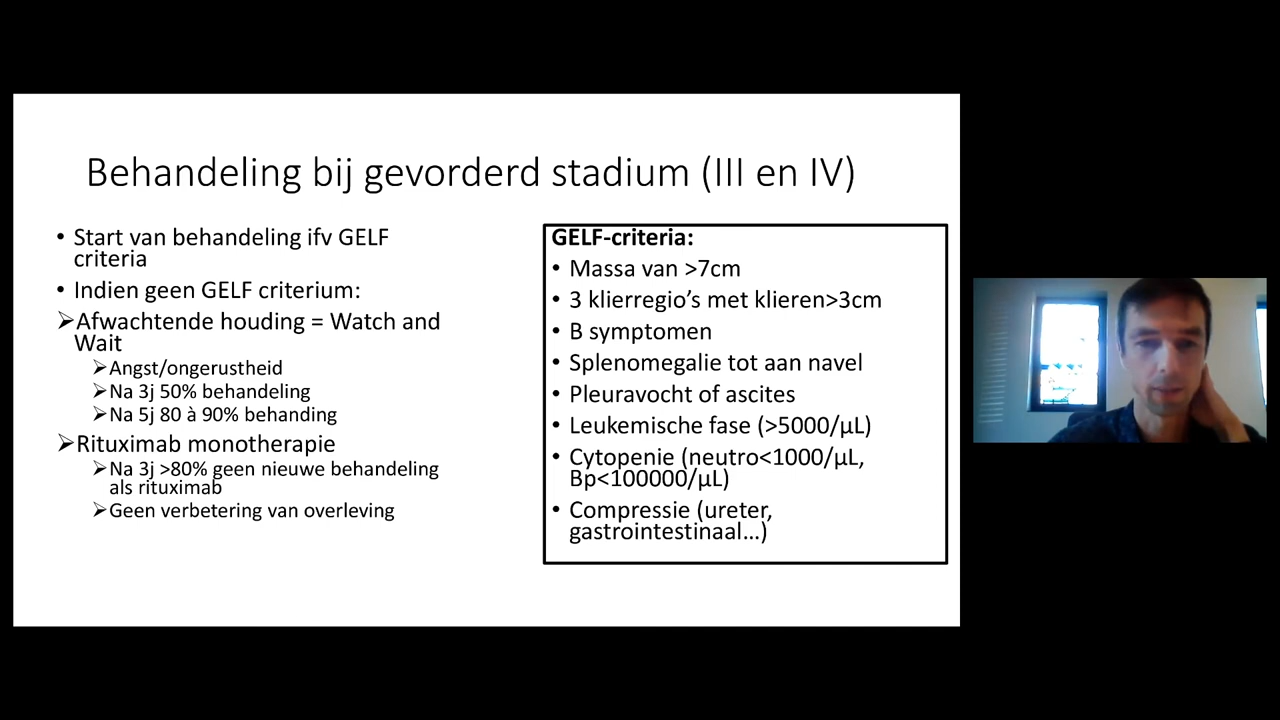 Behandeling bij gevorderd stadium (III en IV)
• Start van behandeling ifv GELF
criteria
• Indien geen GELF criterium:
➢Afwachtende houding = Watch and
Wait
➢Angst/ongerustheid
➢Na 3j 50% behandeling
➢Na 5j 80 à 90% behanding
➢Rituximab monotherapie
➢Na 3j >80% geen nieuwe behandeling
als rituximab
➢Geen verbetering van overleving
GELF-criteria:
• Massa van >7cm
• 3 klierregio’s met klieren>3cm
• B symptomen
• Splenomegalie tot aan navel
• Pleuravocht of ascites
• Leukemische fase (>5000/µL)
• Cytopenie (neutro<1000/µL,
Bp<100000/µL)
• Compressie (ureter,
gastrointestinaal…)